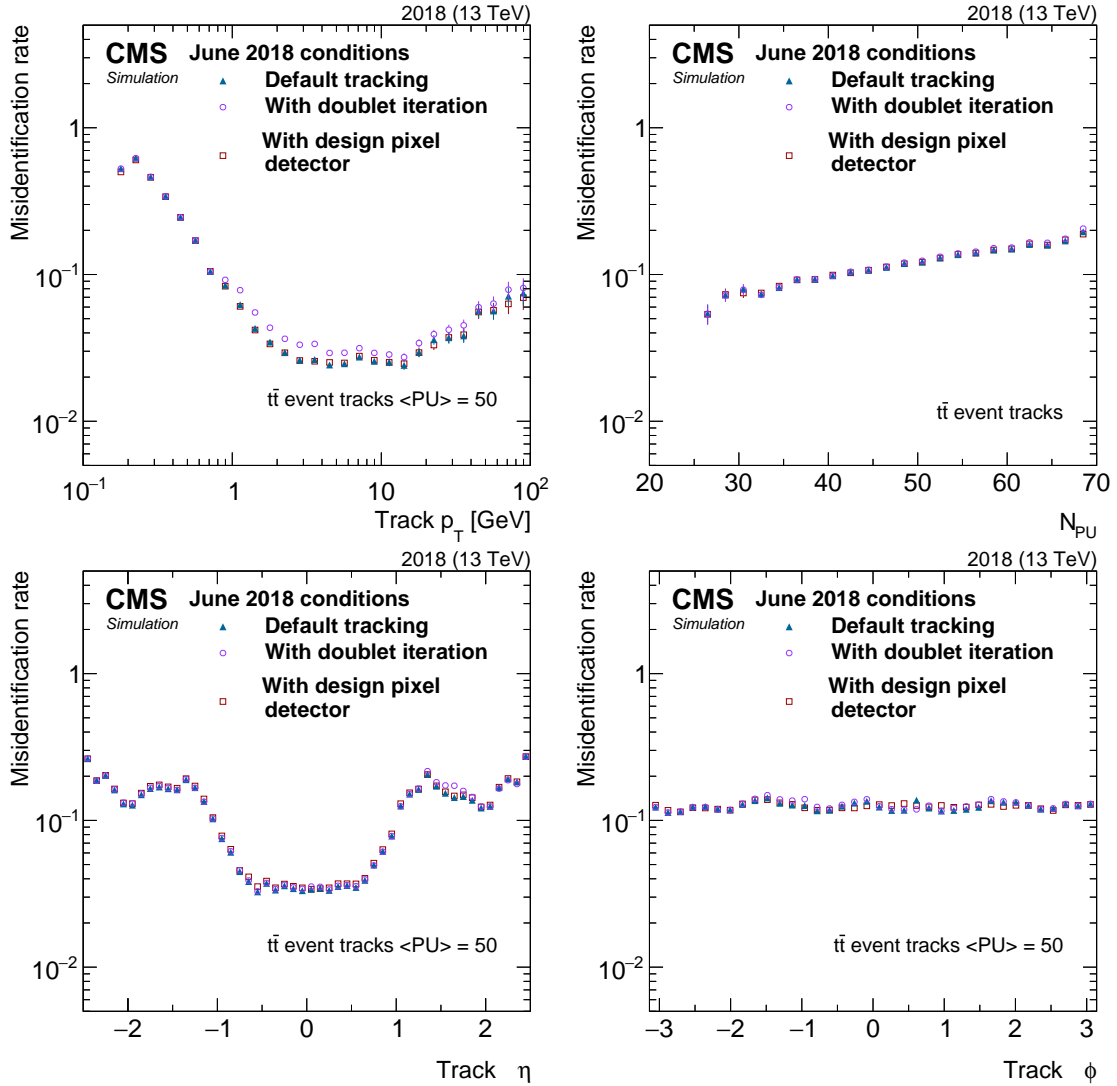 2018 (13 TeV)
Misidentification rate
CMS June 2018 conditions
Simulation
Default tracking
With doublet iteration
With design pixel
detector
1
10⁻¹
10⁻²
tt̄ event tracks <PU> = 50
10⁻¹ 1 10 10²
Track p_T [GeV]
2018 (13 TeV)
Misidentification rate
CMS June 2018 conditions
Simulation
Default tracking
With doublet iteration
With design pixel
detector
1
10⁻¹
10⁻²
tt̄ event tracks
20 30 40 50 60 70
N_PU
2018 (13 TeV)
Misidentification rate
CMS June 2018 conditions
Simulation
Default tracking
With doublet iteration
With design pixel
detector
1
10⁻¹
10⁻²
tt̄ event tracks <PU> = 50
−2 −1 0 1 2
Track η
2018 (13 TeV)
Misidentification rate
CMS June 2018 conditions
Simulation
Default tracking
With doublet iteration
With design pixel
detector
1
10⁻¹
10⁻²
tt̄ event tracks <PU> = 50
−3 −2 −1 0 1 2 3
Track ϕ